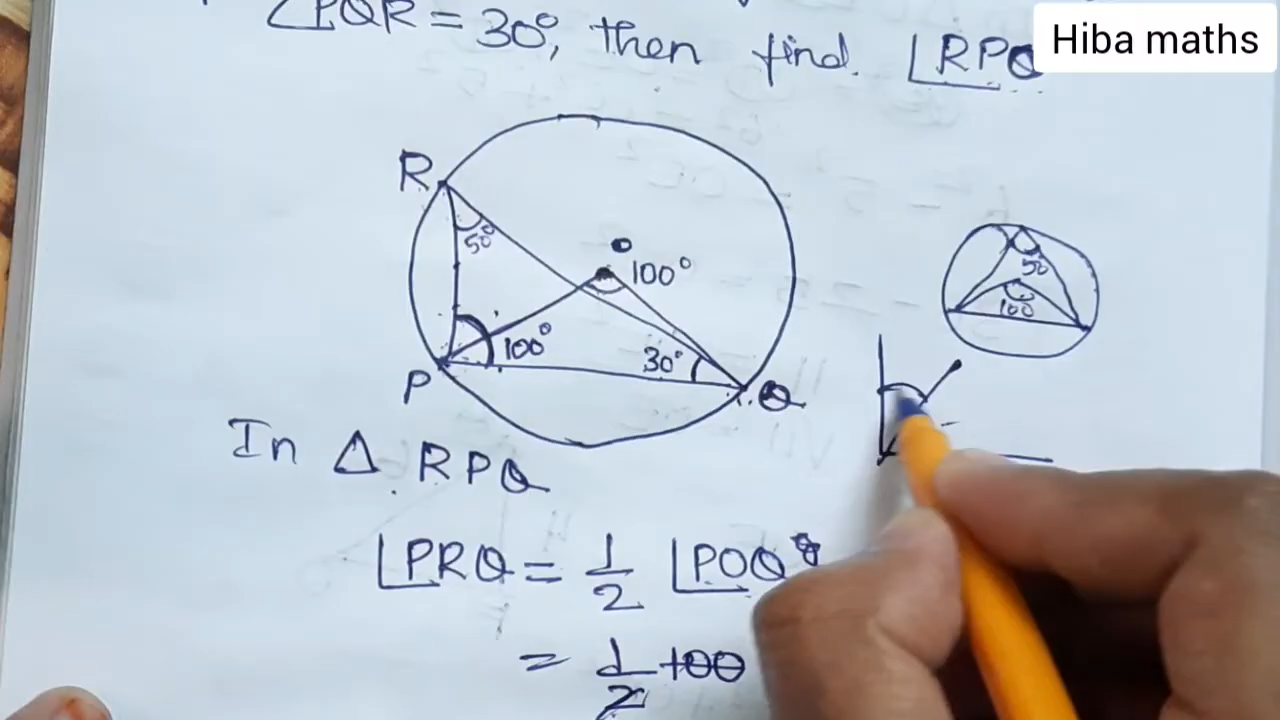 ∠PQR = 30°, then find. ∠RPQ
Hiba maths
R
50°
O
100°
50
100
100°
30°
P
Q
In Δ RPQ
∠PRQ = 1/2 ∠POQ
= 1/2 100